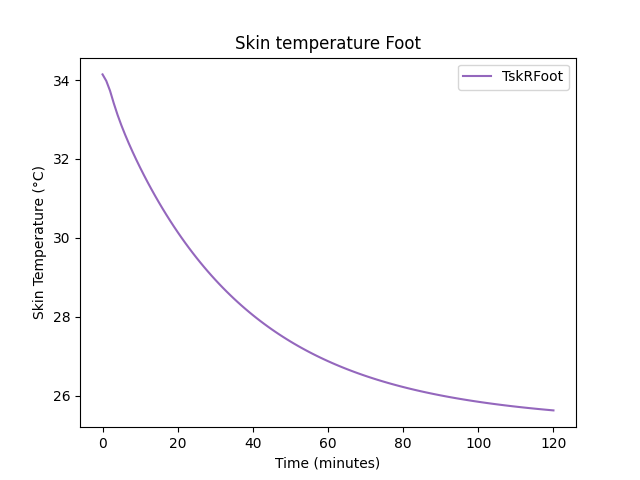 Skin temperature Foot
TskRFoot
Skin Temperature (°C)
34
32
30
28
26
0 20 40 60 80 100 120
Time (minutes)